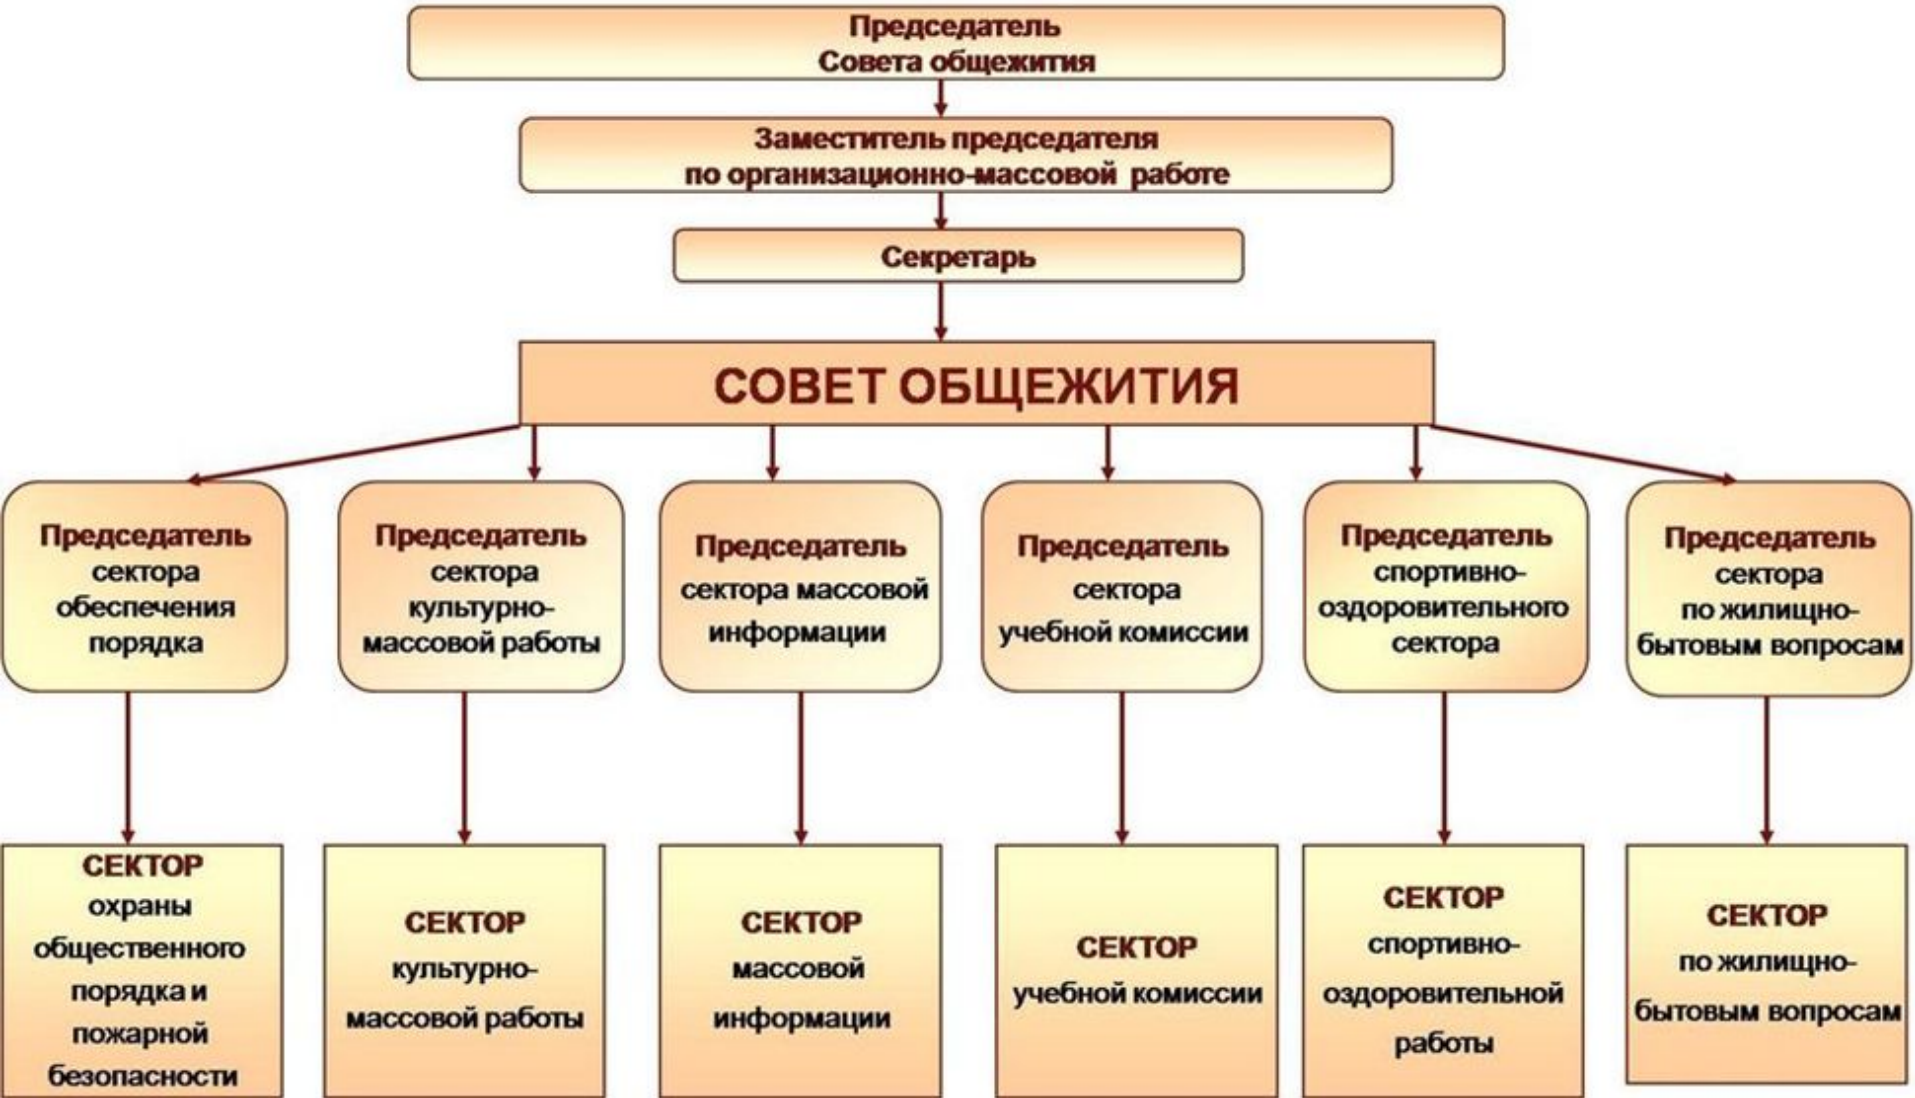 Председатель
Совета общежития
Заместитель председателя
по организационно-массовой работе
Секретарь
СОВЕТ ОБЩЕЖИТИЯ
Председатель
сектора
обеспечения
порядка
Председатель
сектора
культурно-
массовой работы
Председатель
сектора массовой
информации
Председатель
сектора
учебной комиссии
Председатель
спортивно-
оздоровительного
сектора
Председатель
сектора
по жилищно-
бытовым вопросам
СЕКТОР
охраны
общественного
порядка и
пожарной
безопасности
СЕКТОР
культурно-
массовой работы
СЕКТОР
массовой
информации
СЕКТОР
учебной комиссии
СЕКТОР
спортивно-
оздоровительной
работы
СЕКТОР
по жилищно-
бытовым вопросам